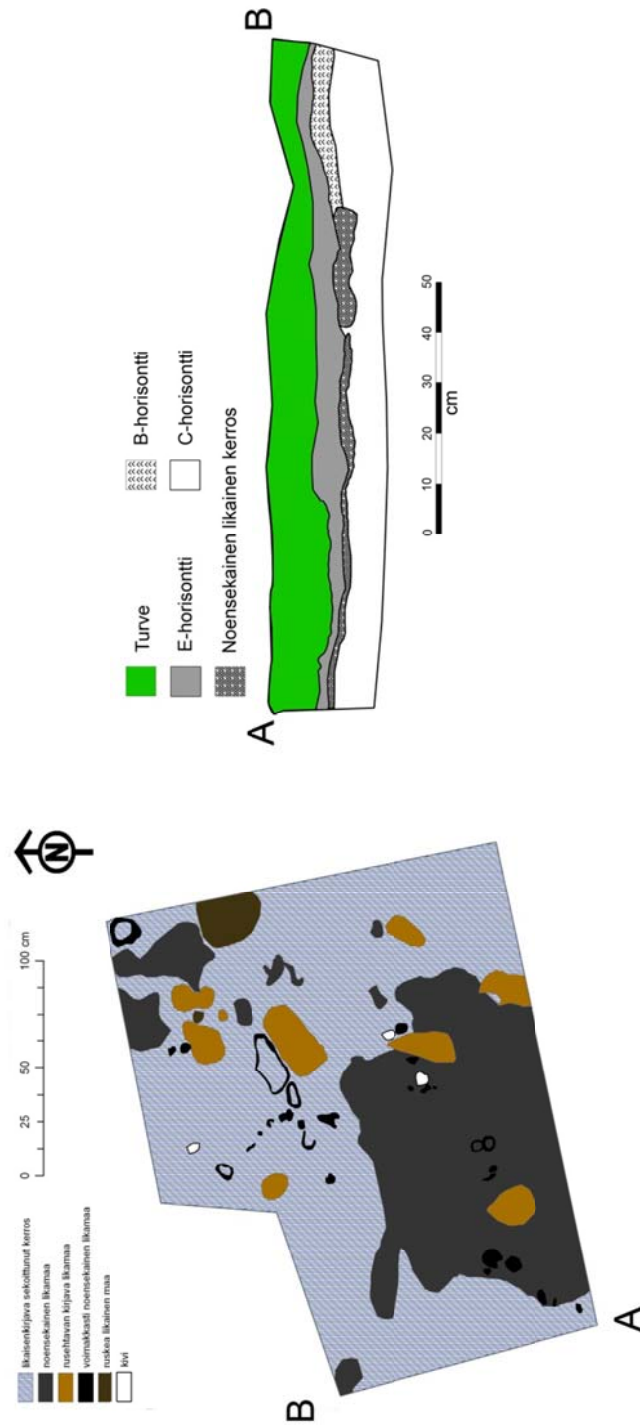 likaisenkirjava sekoittunut kerros
noensekainen likamaa
rusehtavan kirjava likamaa
voimakkasti noensekainen likamaa
ruskea likainen maa
kivi
0 25 50 100 cm
N
B
A
Turve B-horisontti
E-horisontti C-horisontti
Noensekainen likainen kerros
A B
0 10 20 30 40 50
cm